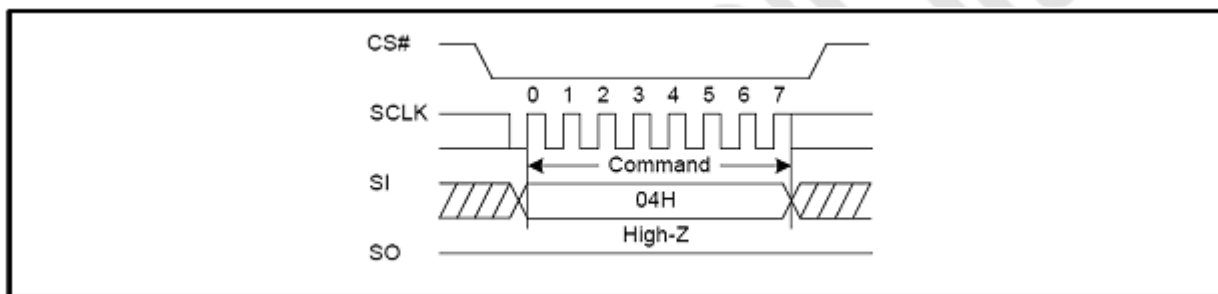 CS#
0 1 2 3 4 5 6 7
SCLK
Command
SI
04H
High-Z
SO